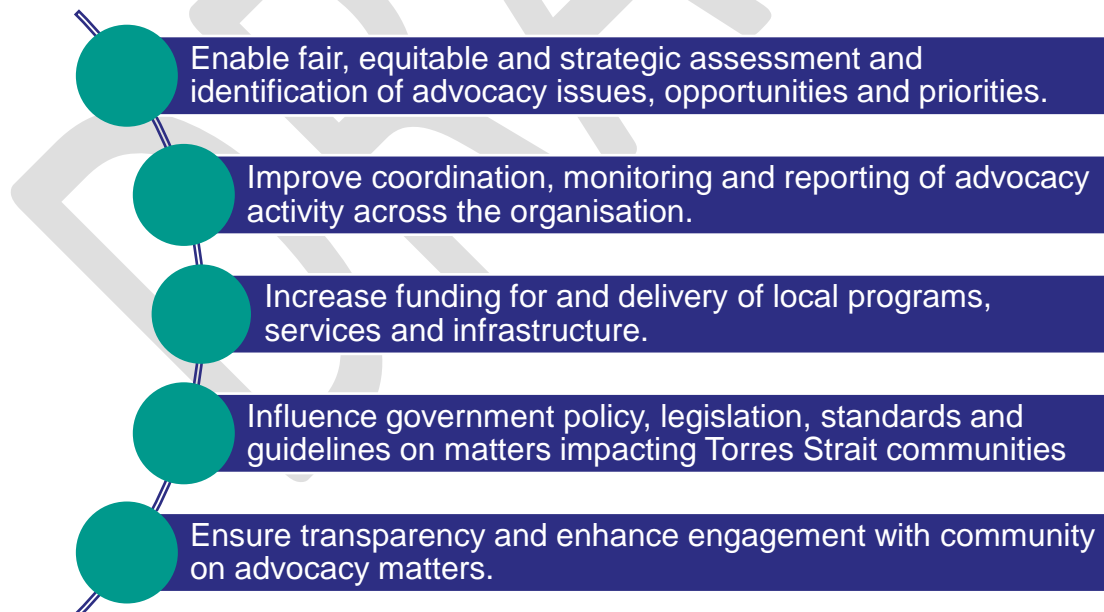 Enable fair, equitable and strategic assessment and
identification of advocacy issues, opportunities and priorities.
Improve coordination, monitoring and reporting of advocacy
activity across the organisation.
Increase funding for and delivery of local programs,
services and infrastructure.
Influence government policy, legislation, standards and
guidelines on matters impacting Torres Strait communities
Ensure transparency and enhance engagement with community
on advocacy matters.